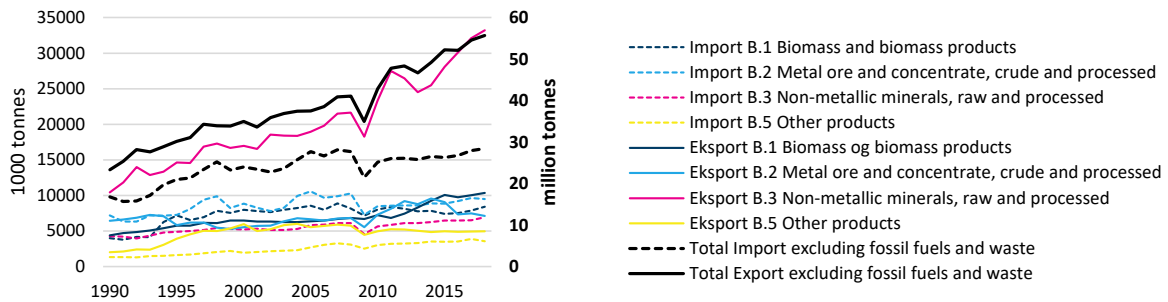 35000
30000
25000
20000
15000
10000
5000
0
1000 tonnes
60
50
40
30
20
10
0
million tonnes
1990
1995
2000
2005
2010
2015
Import B.1 Biomass and biomass products
Import B.2 Metal ore and concentrate, crude and processed
Import B.3 Non-metallic minerals, raw and processed
Import B.5 Other products
Eksport B.1 Biomass og biomass products
Eksport B.2 Metal ore and concentrate, crude and processed
Eksport B.3 Non-metallic minerals, raw and processed
Eksport B.5 Other products
Total Import excluding fossil fuels and waste
Total Export excluding fossil fuels and waste